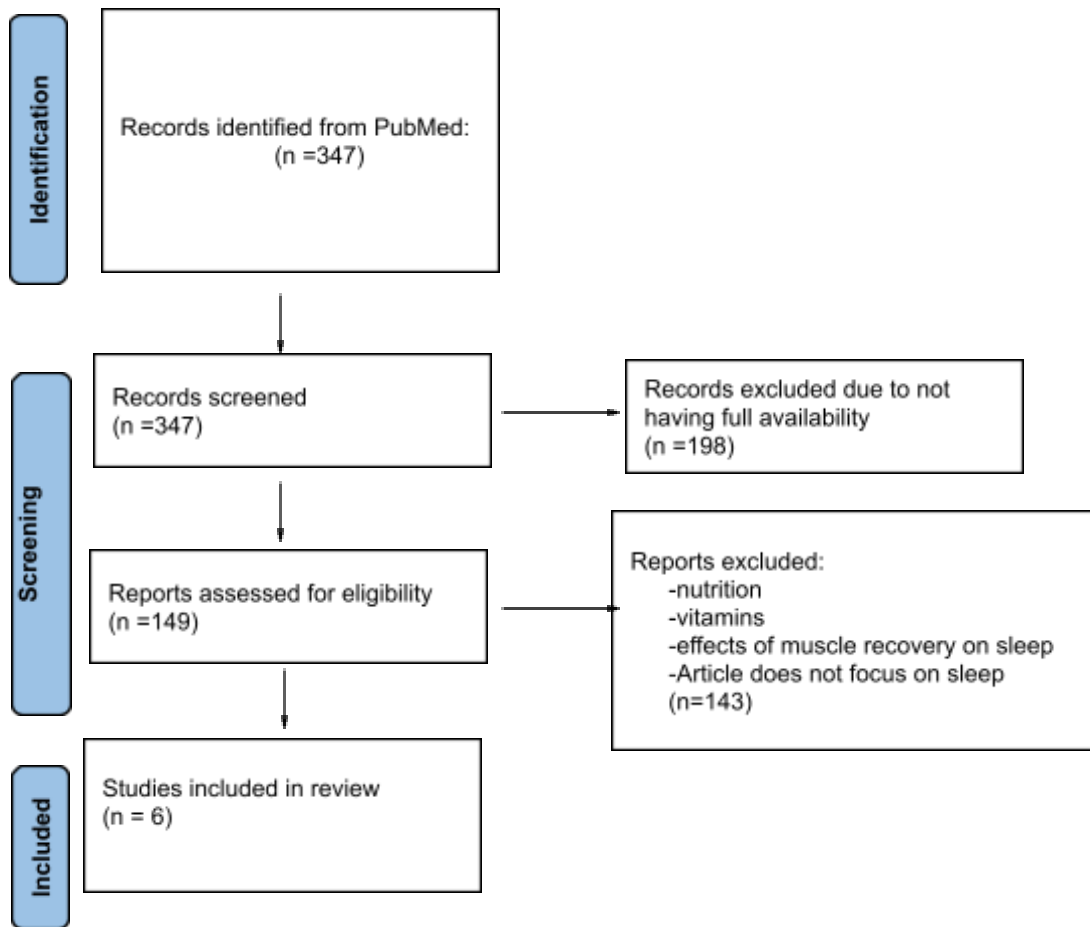 Identification
Records identified from PubMed:
(n =347)
Screening
Records screened
(n =347)
Records excluded due to not
having full availability
(n =198)
Reports assessed for eligibility
(n =149)
Reports excluded:
-nutrition
-vitamins
-effects of muscle recovery on sleep
-Article does not focus on sleep
(n=143)
Included
Studies included in review
(n = 6)